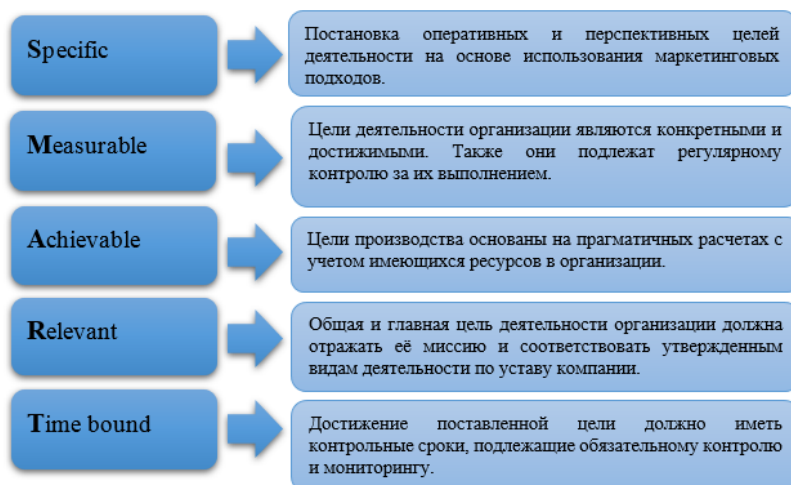 Specific
Постановка оперативных и перспективных целей
деятельности на основе использования маркетинговых
подходов.
Measurable
Цели деятельности организации являются конкретными и
достижимыми. Также они подлежат регулярному
контролю за их выполнением.
Achievable
Цели производства основаны на прагматичных расчетах с
учетом имеющихся ресурсов в организации.
Relevant
Общая и главная цель деятельности организации должна
отражать её миссию и соответствовать утвержденным
видам деятельности по уставу компании.
Time bound
Достижение поставленной цели должно иметь
контрольные сроки, подлежащие обязательному контролю
и мониторингу.